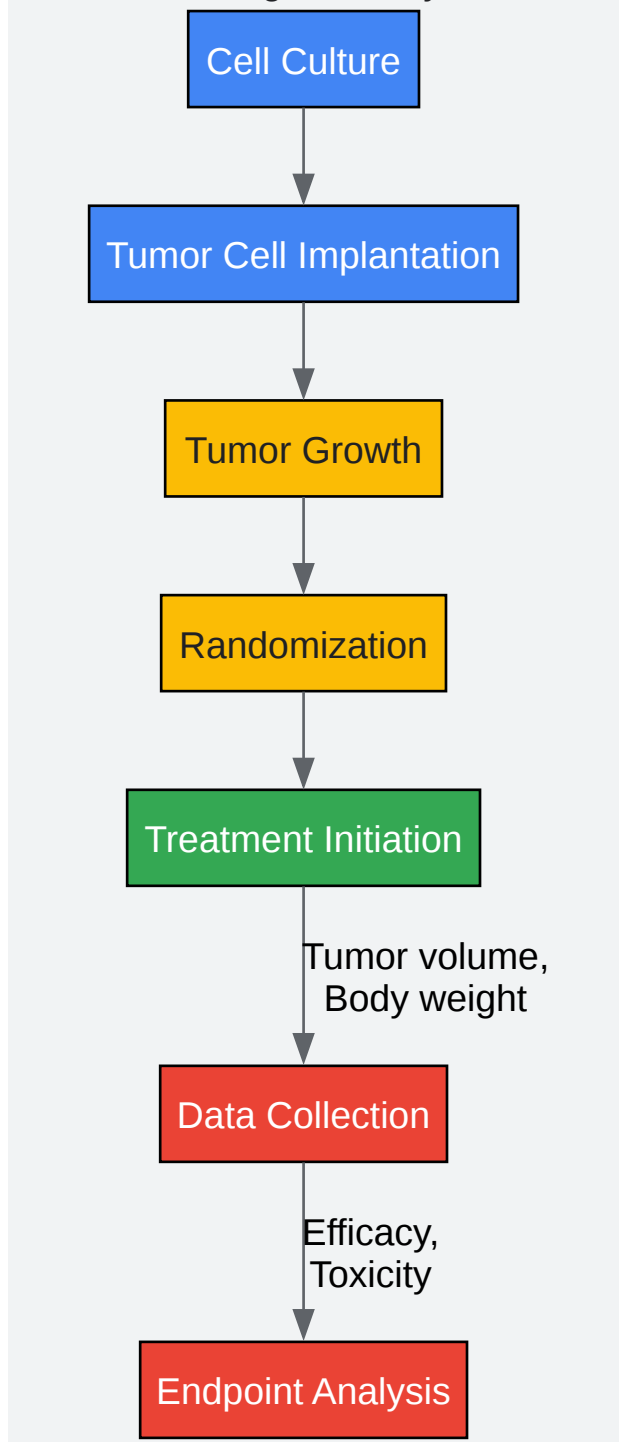 Cell Culture
Tumor Cell Implantation
Tumor Growth
Randomization
Treatment Initiation
Tumor volume,
Body weight
Data Collection
Efficacy,
Toxicity
Endpoint Analysis